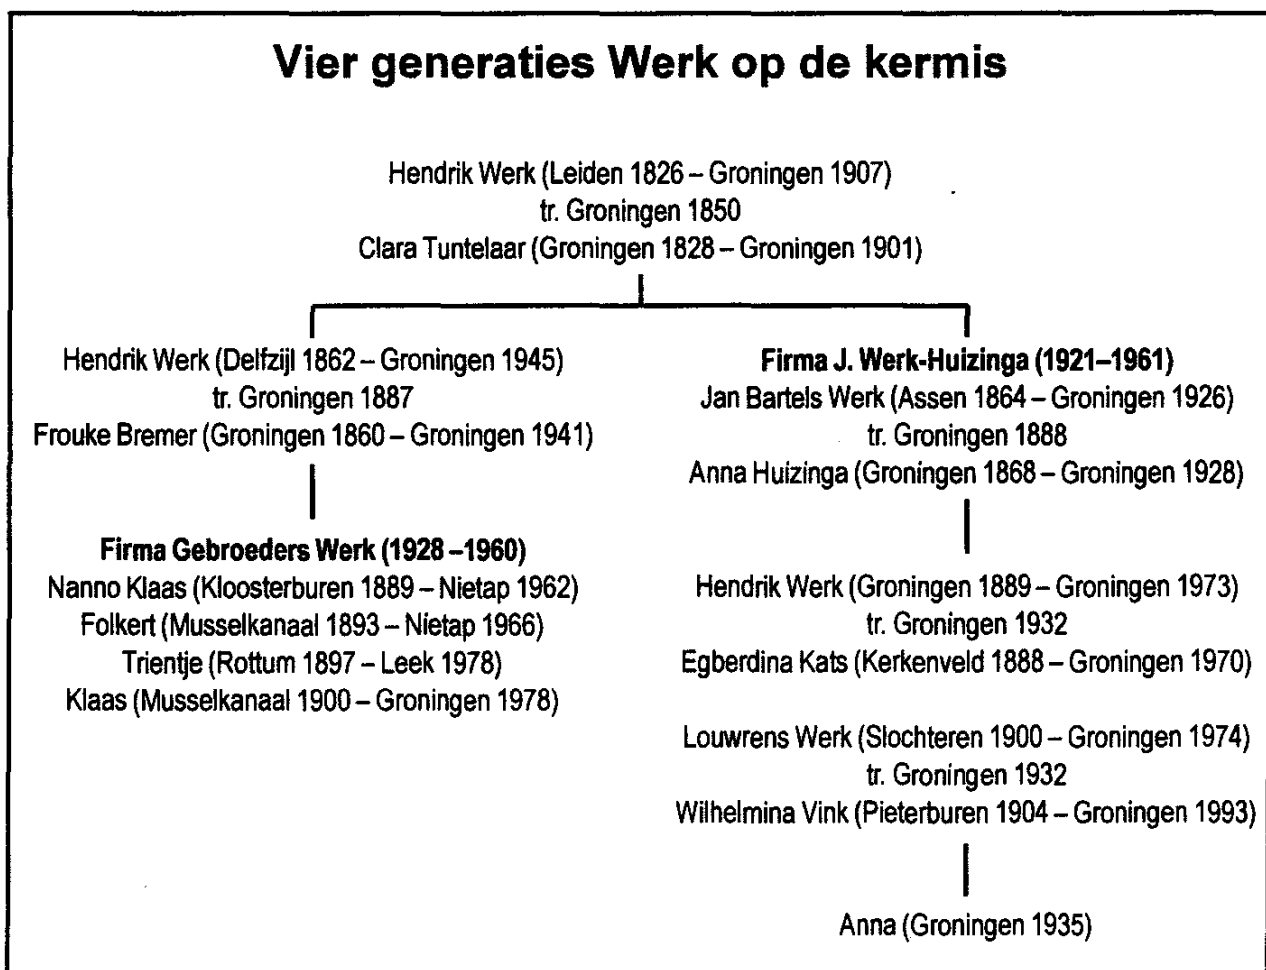 Vier generaties Werk op de kermis
Hendrik Werk (Leiden 1826 – Groningen 1907)
tr. Groningen 1850
Clara Tuntelaar (Groningen 1828 – Groningen 1901)
Hendrik Werk (Delfzijl 1862 – Groningen 1945)
tr. Groningen 1887
Frouke Bremer (Groningen 1860 – Groningen 1941)
Firma Gebroeders Werk (1928 –1960)
Nanno Klaas (Kloosterburen 1889 – Nietap 1962)
Folkert (Musselkanaal 1893 – Nietap 1966)
Trientje (Rottum 1897 – Leek 1978)
Klaas (Musselkanaal 1900 – Groningen 1978)
Firma J. Werk-Huizinga (1921–1961)
Jan Bartels Werk (Assen 1864 – Groningen 1926)
tr. Groningen 1888
Anna Huizinga (Groningen 1868 – Groningen 1928)
Hendrik Werk (Groningen 1889 – Groningen 1973)
tr. Groningen 1932
Egberdina Kats (Kerkenveld 1888 – Groningen 1970)
Louwrens Werk (Slochteren 1900 – Groningen 1974)
tr. Groningen 1932
Wilhelmina Vink (Pieterburen 1904 – Groningen 1993)
Anna (Groningen 1935)